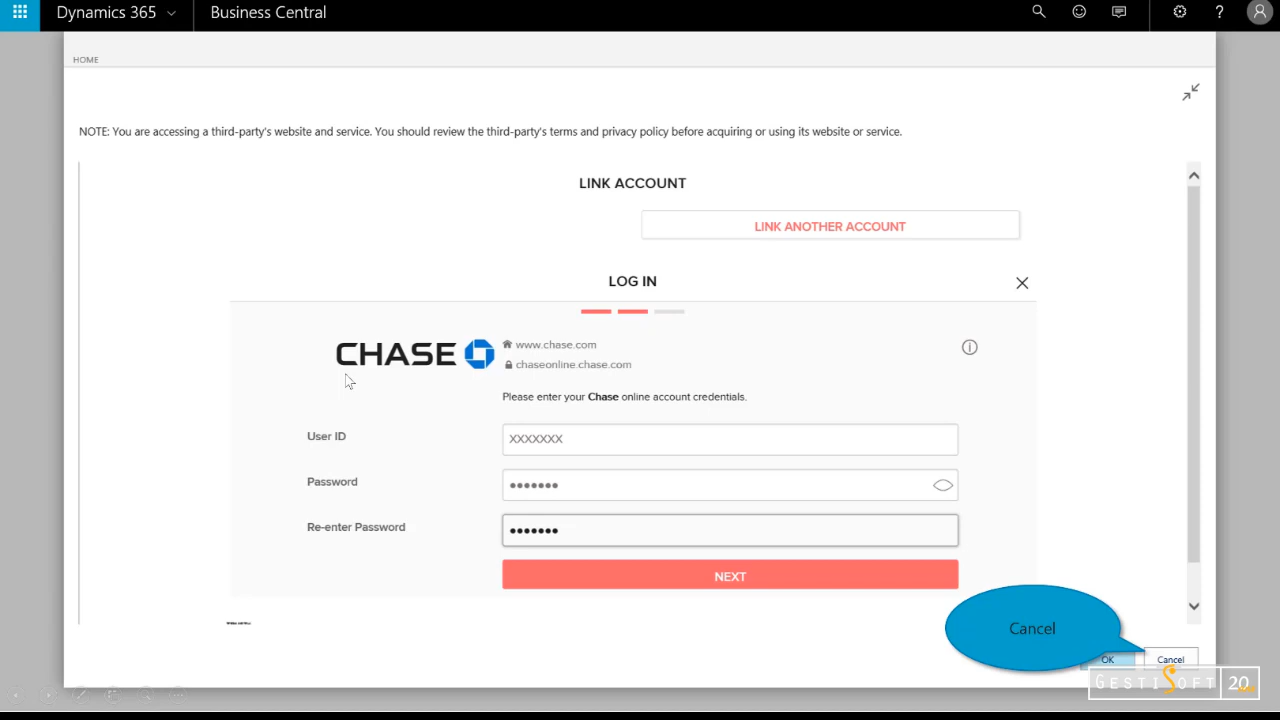 Dynamics 365
Business Central
HOME
NOTE: You are accessing a third-party's website and service. You should review the third-party's terms and privacy policy before acquiring or using its website or service.
LINK ACCOUNT
LINK ANOTHER ACCOUNT
LOG IN
CHASE
www.chase.com
chaseonline.chase.com
Please enter your Chase online account credentials.
User ID
XXXXXXX
Password
•••••••
Re-enter Password
•••••••
NEXT
Cancel
OK
Cancel
GESTISOFT 20